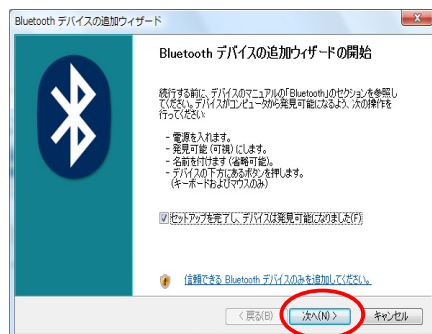 Bluetooth デバイスの追加ウィザード
Bluetooth デバイスの追加ウィザードの開始
続行する前に、デバイスのマニュアルの「Bluetooth」のセクションを参照し
てください。デバイスがコンピュータから発見可能になるよう、次の操作を
行ってください:
- 電源を入れます。
- 発見可能 (可視) にします。
- 名前を付けます (省略可能)。
- デバイスの下方にあるボタンを押します。
(キーボードおよびマウスのみ)
セットアップを完了し、デバイスは発見可能になりました(F)
信頼できる Bluetooth デバイスのみを追加してください。
< 戻る(B)
次へ(N) >
キャンセル